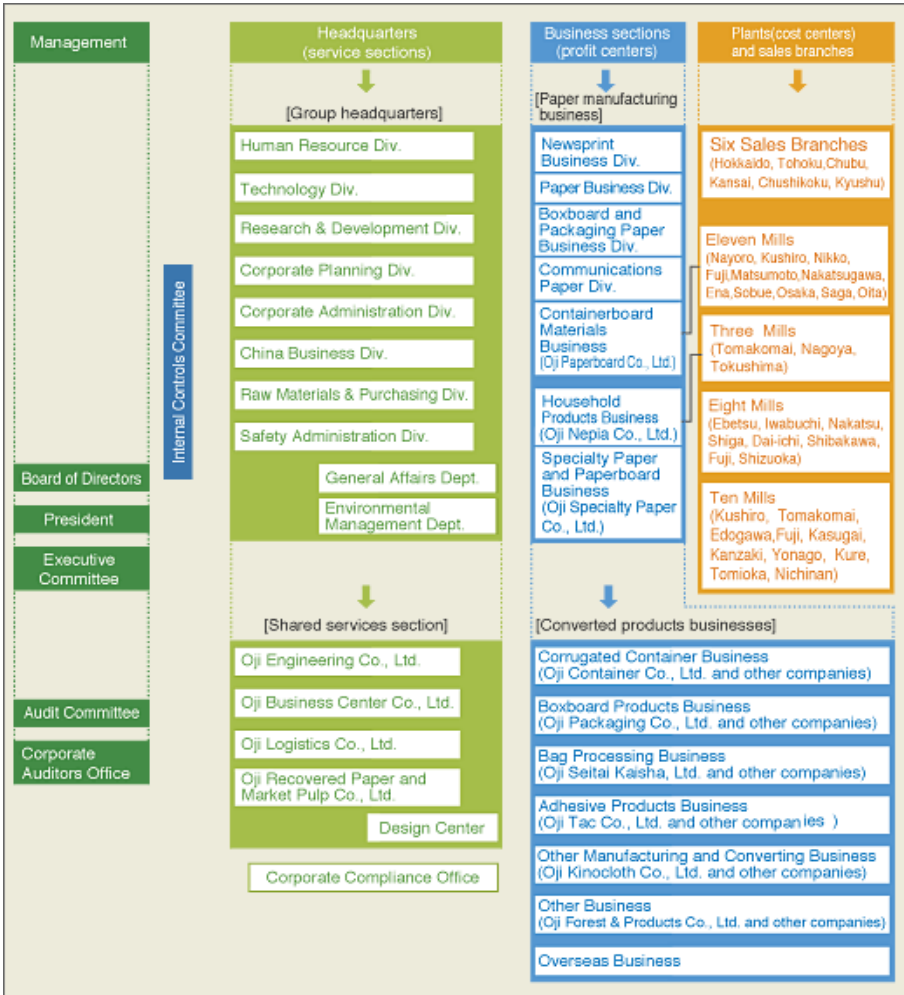 Management
Board of Directors
President
Executive
Committee
Audit Committee
Corporate
Auditors Office
Internal Controls Committee
Headquarters
(service sections)
[Group headquarters]
Human Resource Div.
Technology Div.
Research & Development Div.
Corporate Planning Div.
Corporate Administration Div.
China Business Div.
Raw Materials & Purchasing Div.
Safety Administration Div.
General Affairs Dept.
Environmental
Management Dept.
[Shared services section]
Oji Engineering Co., Ltd.
Oji Business Center Co., Ltd.
Oji Logistics Co., Ltd.
Oji Recovered Paper and
Market Pulp Co., Ltd.
Design Center
Corporate Compliance Office
Business sections
(profit centers)
[Paper manufacturing
business]
Newsprint
Business Div.
Paper Business Div.
Boxboard and
Packaging Paper
Business Div.
Communications
Paper Div.
Containerboard
Materials
Business
(Oji Paperboard Co., Ltd.)
Household
Products Business
(Oji Nepia Co., Ltd.)
Specialty Paper
and Paperboard
Business
(Oji Specialty Paper
Co., Ltd.)
Plants(cost centers)
and sales branches
Six Sales Branches
(Hokkaido, Tohoku,Chubu,
Kansai, Chushikoku, Kyushu)
Eleven Mills
(Nayoro, Kushiro, Nikko,
Fuji,Matsumoto,Nakatsugawa,
Ena,Sobue,Osaka, Saga, Oita)
Three Mills
(Tomakomai, Nagoya,
Tokushima)
Eight Mills
(Ebetsu, Iwabuchi, Nakatsu,
Shiga, Dai-ichi, Shibakawa,
Fuji, Shizuoka)
Ten Mills
(Kushiro, Tomakomai,
Edogawa,Fuji, Kasugai,
Kanzaki, Yonago, Kure,
Tomioka, Nichinan)
[Converted products businesses]
Corrugated Container Business
(Oji Container Co., Ltd. and other companies)
Boxboard Products Business
(Oji Packaging Co., Ltd. and other companies)
Bag Processing Business
(Oji Seitai Kaisha, Ltd. and other companies)
Adhesive Products Business
(Oji Tac Co., Ltd. and other companies )
Other Manufacturing and Converting Business
(Oji Kinocloth Co., Ltd. and other companies)
Other Business
(Oji Forest & Products Co., Ltd. and other companies)
Overseas Business